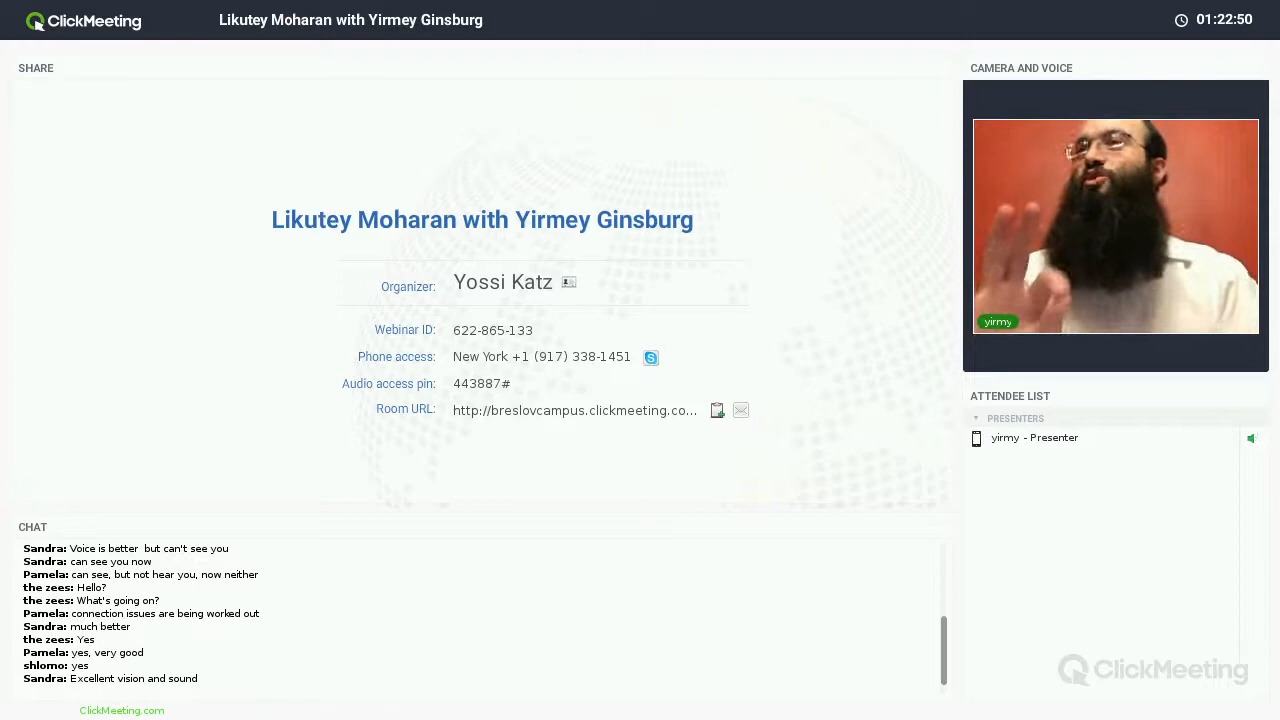 ClickMeeting
Likutey Moharan with Yirmey Ginsburg
01:22:50
SHARE
Likutey Moharan with Yirmey Ginsburg
Organizer: Yossi Katz
Webinar ID: 622-865-133
Phone access: New York +1 (917) 338-1451
Audio access pin: 443887#
Room URL: http://breslovcampus.clickmeeting.co...
CHAT
Sandra: Voice is better but can't see you
Sandra: can see you now
Pamela: can see, but not hear you, now neither
the zees: Hello?
the zees: What's going on?
Pamela: connection issues are being worked out
Sandra: much better
the zees: Yes
Pamela: yes, very good
shlomo: yes
Sandra: Excellent vision and sound
ClickMeeting.com
CAMERA AND VOICE
yirmy
ATTENDEE LIST
PRESENTERS
yirmy - Presenter
ClickMeeting